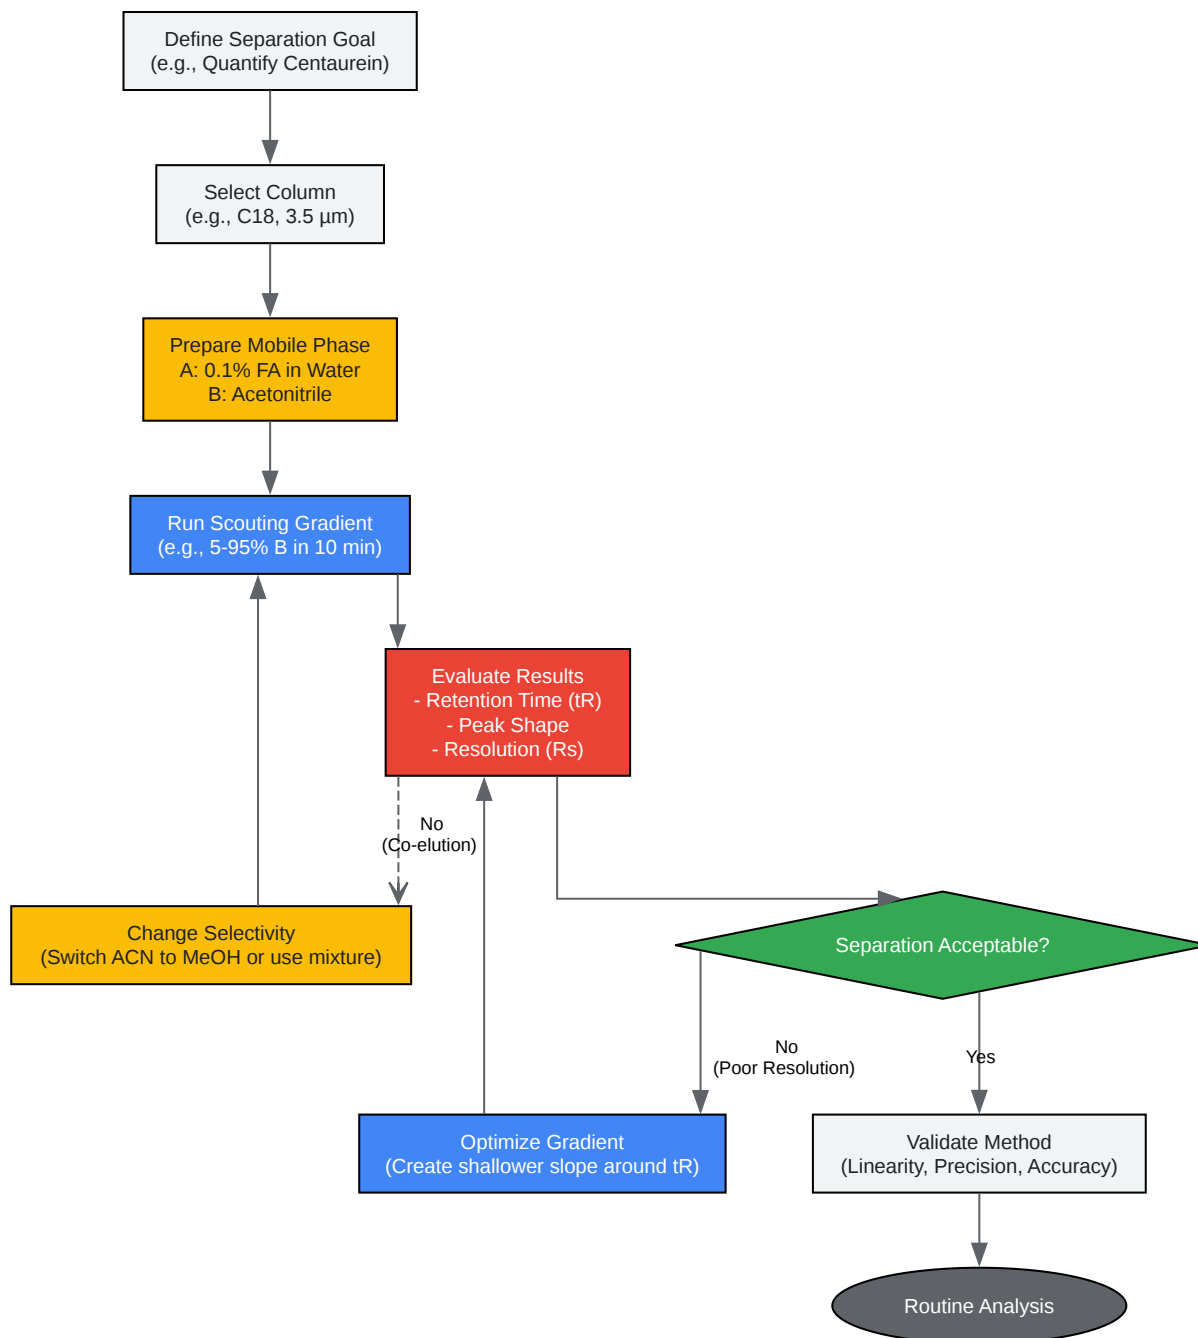 Define Separation Goal
(e.g., Quantify Centaurein)
Select Column
(e.g., C18, 3.5 µm)
Prepare Mobile Phase
A: 0.1% FA in Water
B: Acetonitrile
Run Scouting Gradient
(e.g., 5-95% B in 10 min)
Evaluate Results
- Retention Time (tR)
- Peak Shape
- Resolution (Rs)
No
(Co-elution)
Change Selectivity
(Switch ACN to MeOH or use mixture)
Separation Acceptable?
No
(Poor Resolution)
Yes
Optimize Gradient
(Create shallower slope around tR)
Validate Method
(Linearity, Precision, Accuracy)
Routine Analysis